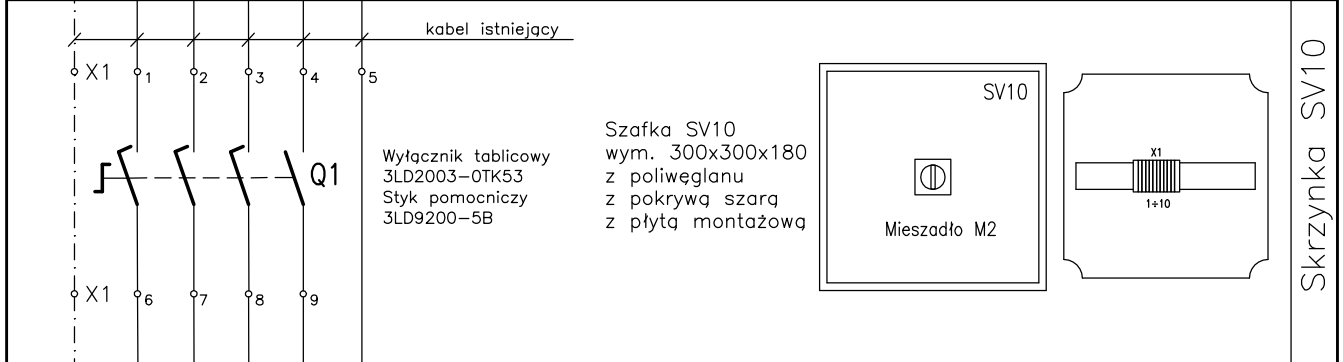 kabel istniejący
X1 1 2 3 4 5
Q1
Wyłącznik tablicowy
3LD2003-0TK53
Styk pomocniczy
3LD9200-5B
X1 6 7 8 9
Szafka SV10
wym. 300x300x180
z poliwęglanu
z pokrywą szarą
z płytą montażową
SV10
Mieszadło M2
X1
1÷10
Skrzynka SV10